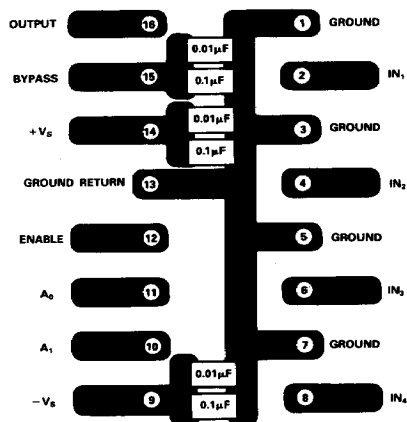 OUTPUT 16 1 GROUND
0.01µF
BYPASS 15 0.1µF 2 IN₁
0.01µF
+Vs 14 3 GROUND
0.1µF
GROUND RETURN 13 4 IN₂
ENABLE 12 5 GROUND
A₀ 11 6 IN₃
A₁ 10 7 GROUND
0.01µF
−Vs 9 8 IN₄
0.1µF